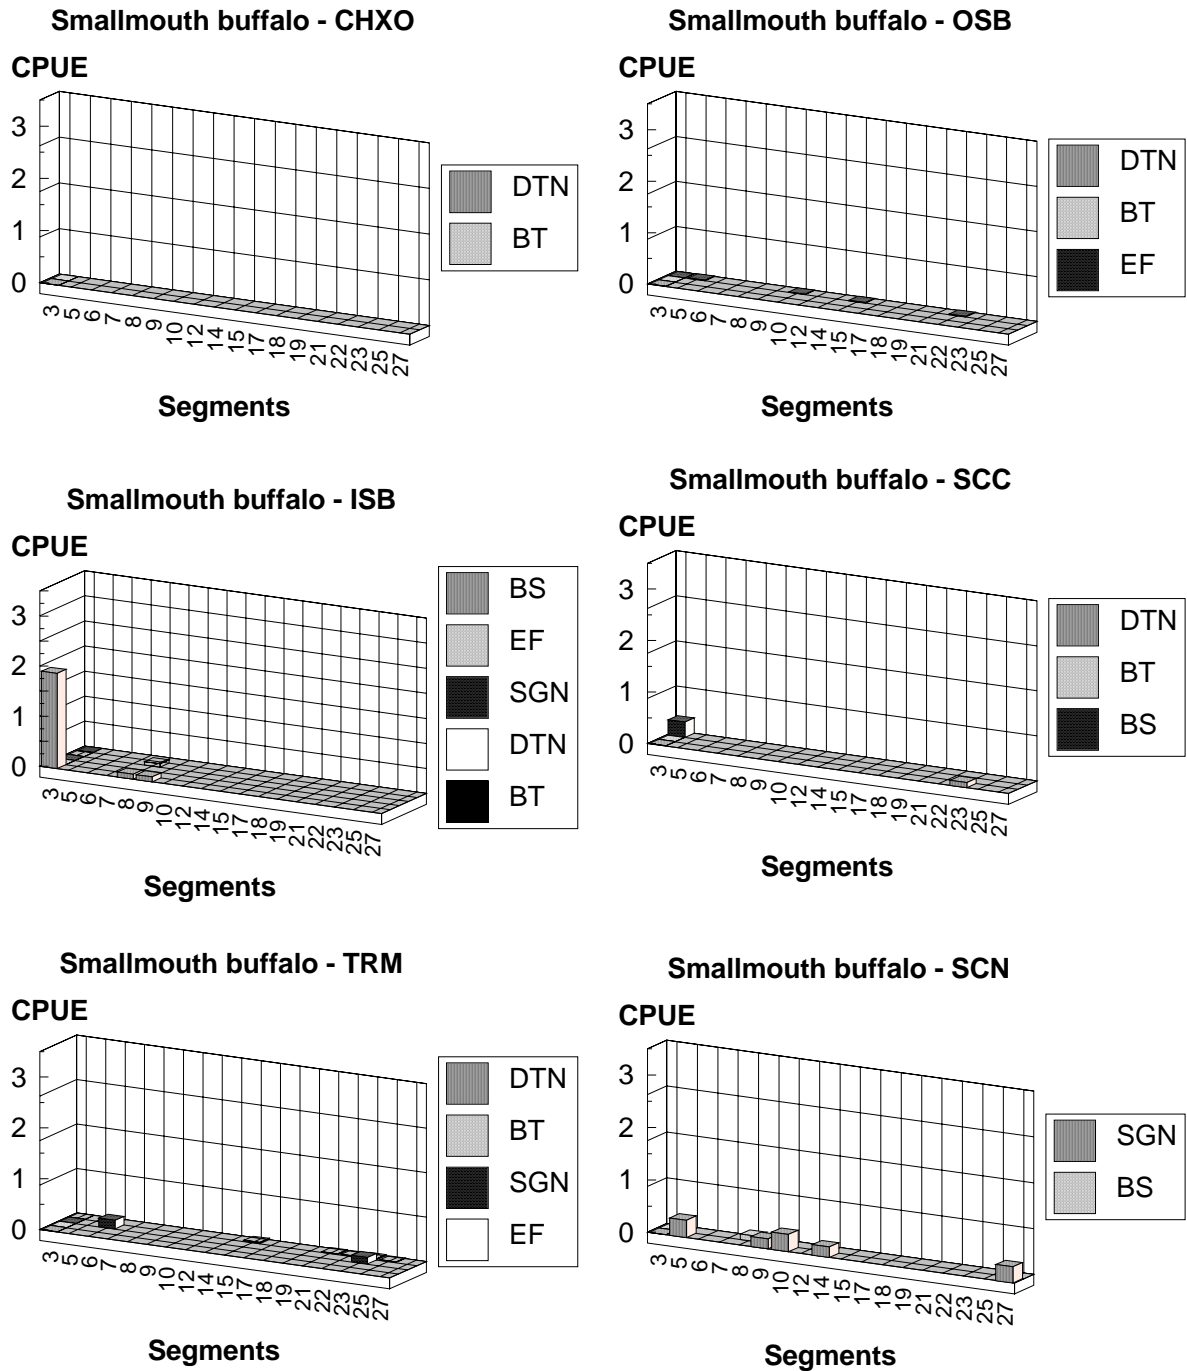 Smallmouth buffalo - CHXO
CPUE
3
2
1
0
3 5 6 7 8 9 10 12 14 15 17 18 19 21 22 23 25 27
Segments
DTN
BT
Smallmouth buffalo - OSB
CPUE
3
2
1
0
3 5 6 7 8 9 10 12 14 15 17 18 19 21 22 23 25 27
Segments
DTN
BT
EF
Smallmouth buffalo - ISB
CPUE
3
2
1
0
3 5 6 7 8 9 10 12 14 15 17 18 19 21 22 23 25 27
Segments
BS
EF
SGN
DTN
BT
Smallmouth buffalo - SCC
CPUE
3
2
1
0
3 5 6 7 8 9 10 12 14 15 17 18 19 21 22 23 25 27
Segments
DTN
BT
BS
Smallmouth buffalo - TRM
CPUE
3
2
1
0
3 5 6 7 8 9 10 12 14 15 17 18 19 21 22 23 25 27
Segments
DTN
BT
SGN
EF
Smallmouth buffalo - SCN
CPUE
3
2
1
0
3 5 6 7 8 9 10 12 14 15 17 18 19 21 22 23 25 27
Segments
SGN
BS